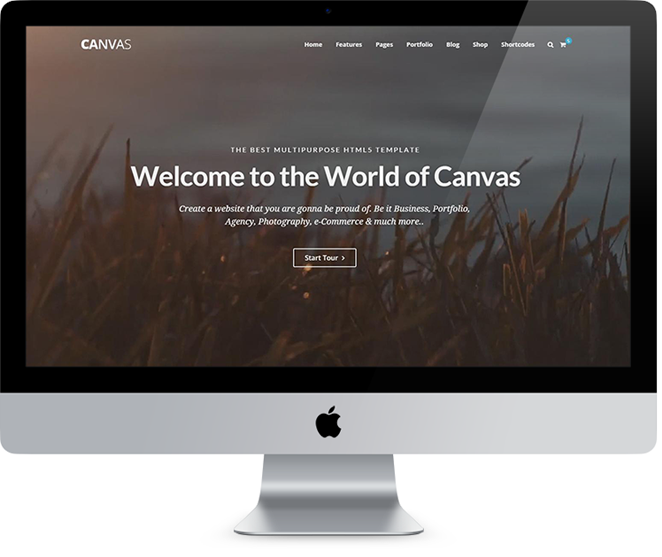 CANVAS Home Features Pages Portfolio Blog Shop Shortcodes
THE BEST MULTIPURPOSE HTML5 TEMPLATE
Welcome to the World of Canvas
Create a website that you are gonna be proud of. Be it Business, Portfolio,
Agency, Photography, e-Commerce & much more..
Start Tour